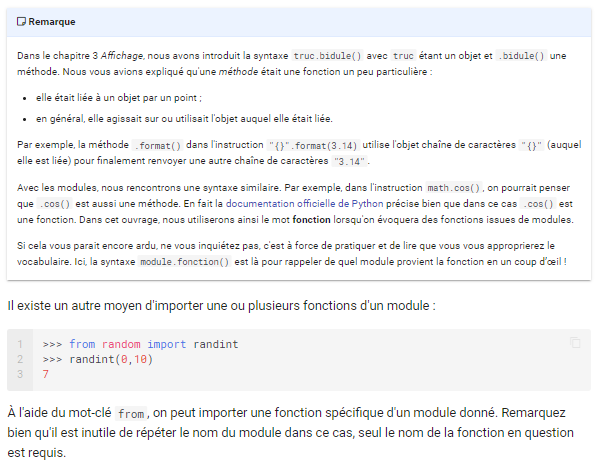 Remarque
Dans le chapitre 3 Affichage, nous avons introduit la syntaxe truc.bidule() avec truc étant un objet et .bidule() une
méthode. Nous vous avions expliqué qu'une méthode était une fonction un peu particulière :
• elle était liée à un objet par un point ;
• en général, elle agissait sur ou utilisait l'objet auquel elle était liée.
Par exemple, la méthode .format() dans l'instruction "{}".format(3.14) utilise l'objet chaîne de caractères "{}" (auquel
elle est liée) pour finalement renvoyer une autre chaîne de caractères "3.14".
Avec les modules, nous rencontrons une syntaxe similaire. Par exemple, dans l'instruction math.cos(), on pourrait penser
que .cos() est aussi une méthode. En fait la documentation officielle de Python précise bien que dans ce cas .cos() est
une fonction. Dans cet ouvrage, nous utiliserons ainsi le mot fonction lorsqu'on évoquera des fonctions issues de modules.
Si cela vous parait encore ardu, ne vous inquiétez pas, c'est à force de pratiquer et de lire que vous vous approprierez le
vocabulaire. Ici, la syntaxe module.fonction() est là pour rappeler de quel module provient la fonction en un coup d'œil !
Il existe un autre moyen d'importer une ou plusieurs fonctions d'un module :
1 >>> from random import randint
2 >>> randint(0,10)
3 7
À l'aide du mot-clé from, on peut importer une fonction spécifique d'un module donné. Remarquez
bien qu'il est inutile de répéter le nom du module dans ce cas, seul le nom de la fonction en question
est requis.